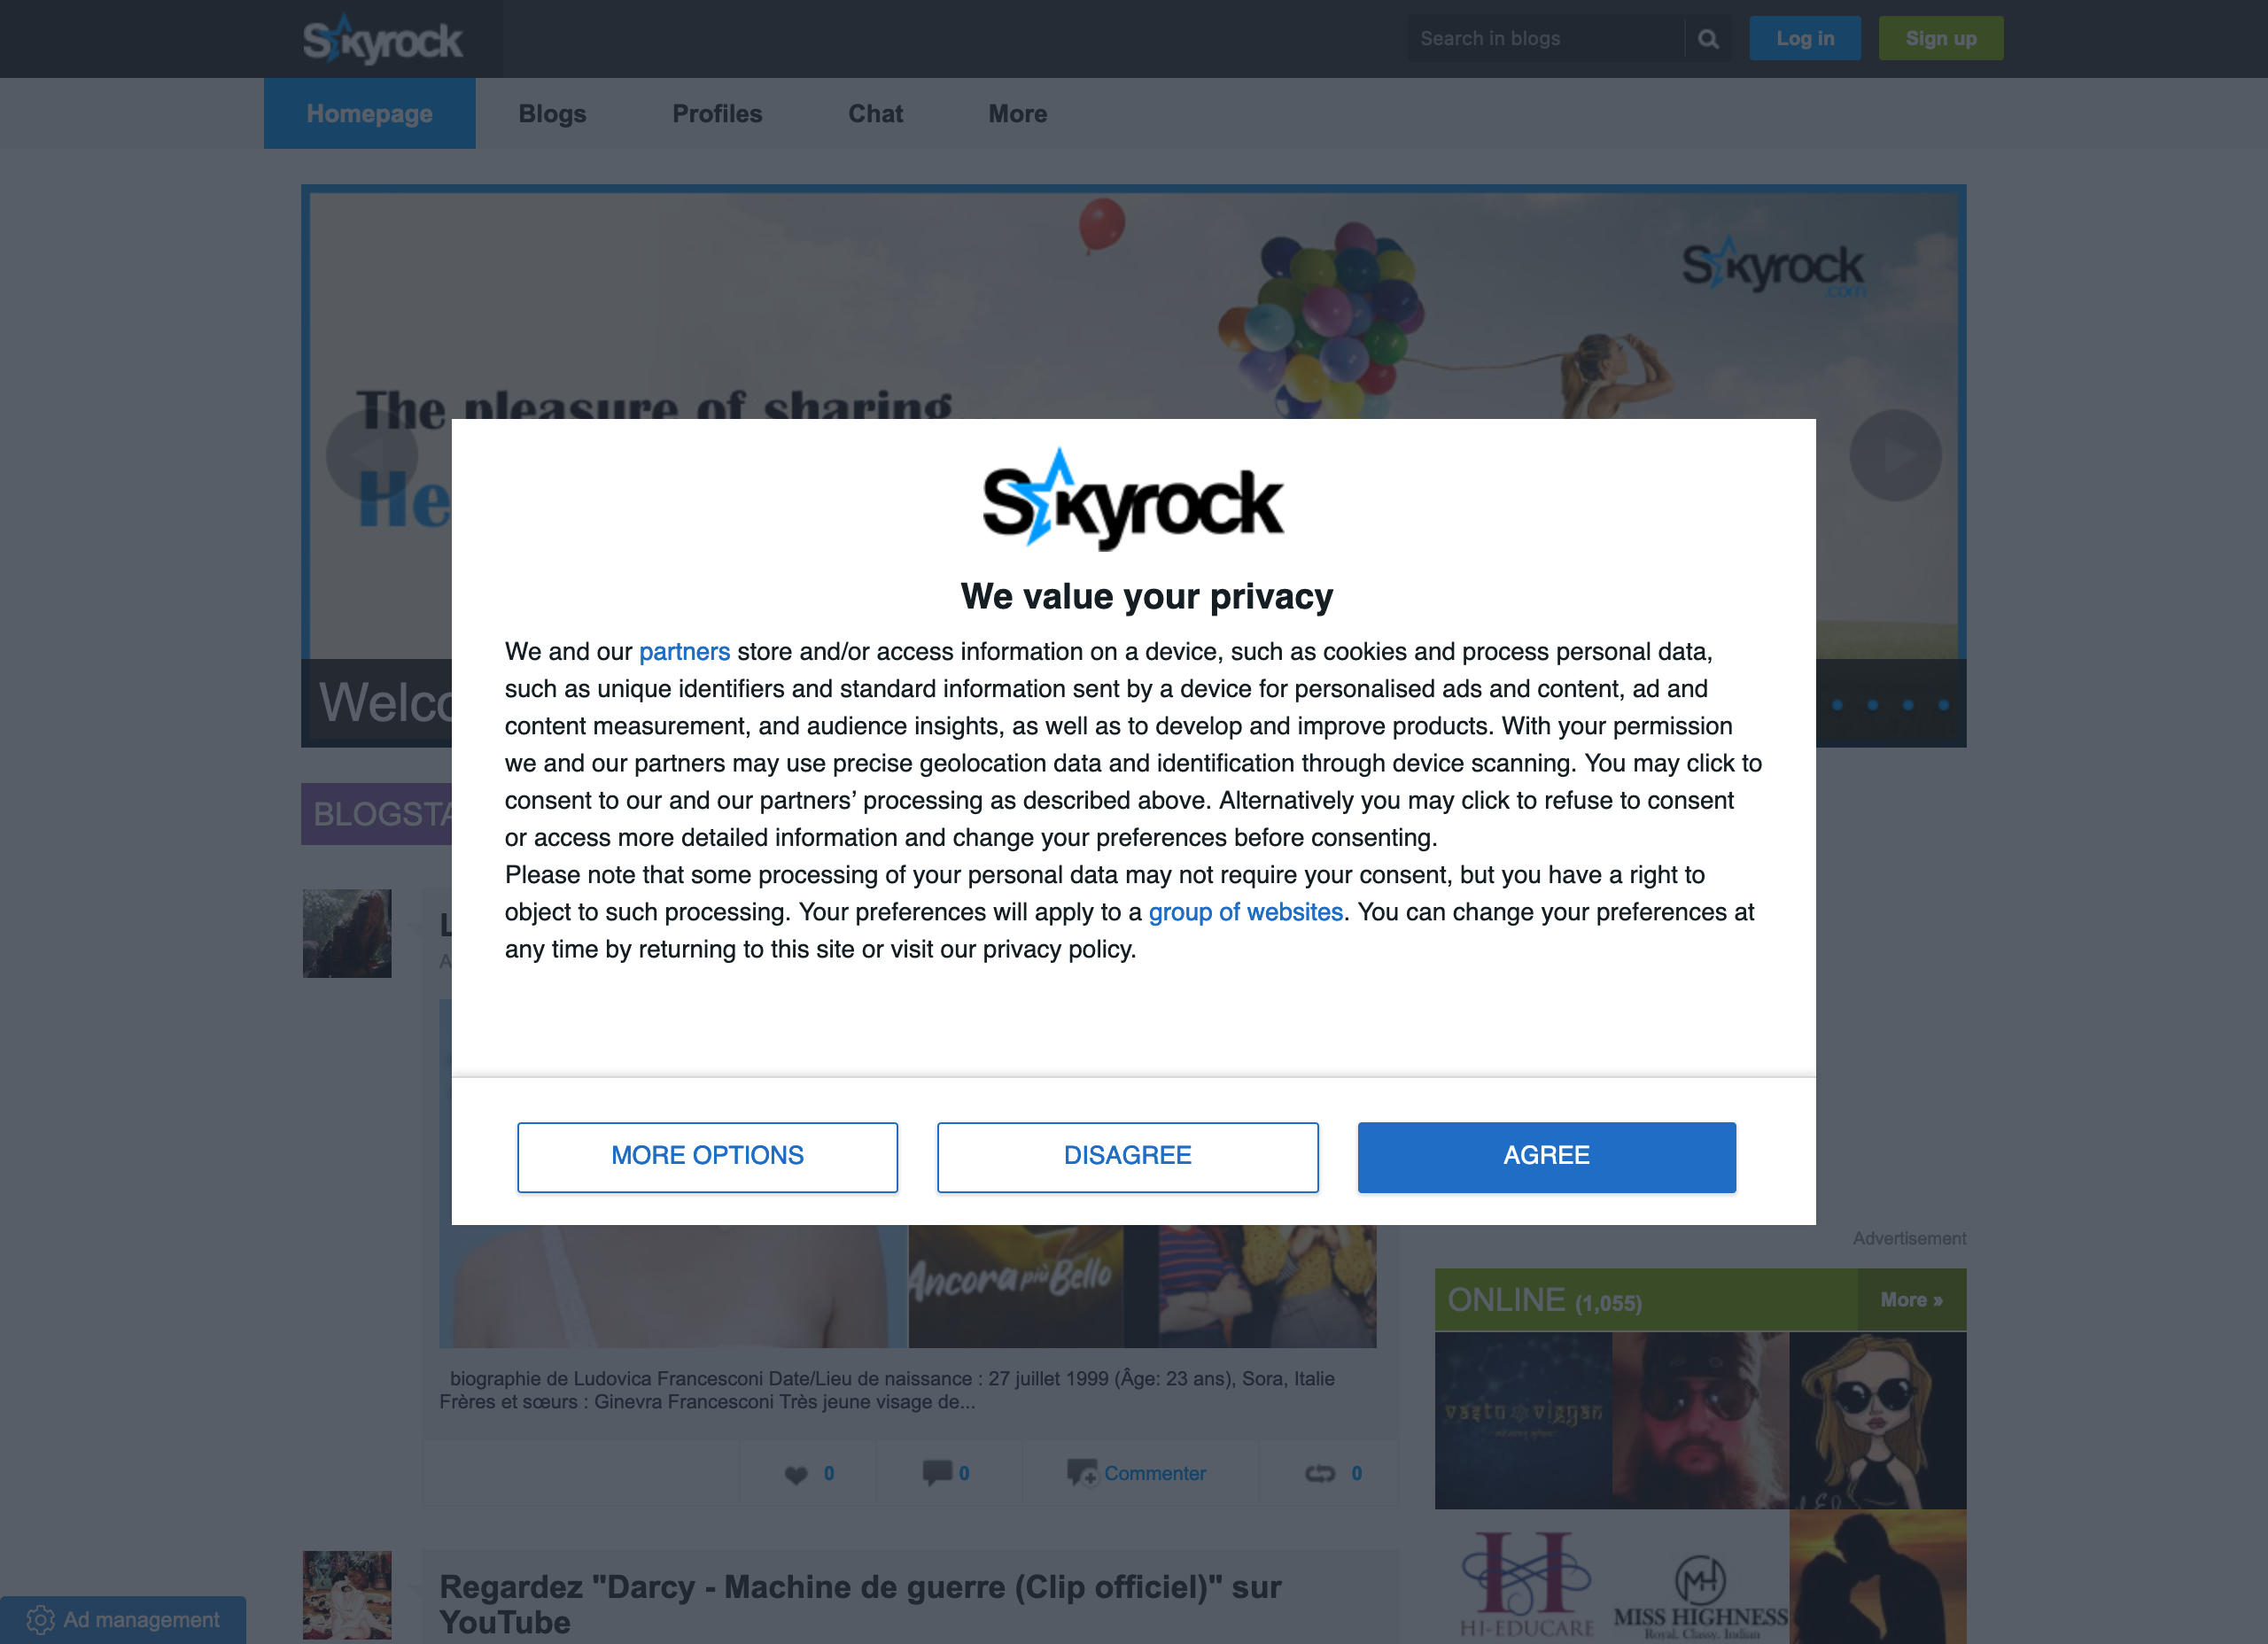 Skyrock
Search in blogs
Log in
Sign up
Homepage
Blogs
Profiles
Chat
More
Skyrock
.com
The pleasure of sharing
He
Welco
Skyrock
We value your privacy
We and our partners store and/or access information on a device, such as cookies and process personal data,
such as unique identifiers and standard information sent by a device for personalised ads and content, ad and
content measurement, and audience insights, as well as to develop and improve products. With your permission
we and our partners may use precise geolocation data and identification through device scanning. You may click to
consent to our and our partners’ processing as described above. Alternatively you may click to refuse to consent
or access more detailed information and change your preferences before consenting.
Please note that some processing of your personal data may not require your consent, but you have a right to
object to such processing. Your preferences will apply to a group of websites. You can change your preferences at
any time by returning to this site or visit our privacy policy.
MORE OPTIONS
DISAGREE
AGREE
BLOGSTA
L
A
Ancora più Bello
Advertisement
ONLINE (1,055)
More »
vastu vigyan
LEO
biographie de Ludovica Francesconi Date/Lieu de naissance : 27 juillet 1999 (Âge: 23 ans), Sora, Italie
Frères et sœurs : Ginevra Francesconi Très jeune visage de...
0
0
Commenter
0
HI-EDUCARE
MH
MISS HIGHNESS
Royal, Classy, Indian
Regardez "Darcy - Machine de guerre (Clip officiel)" sur
YouTube
Ad management